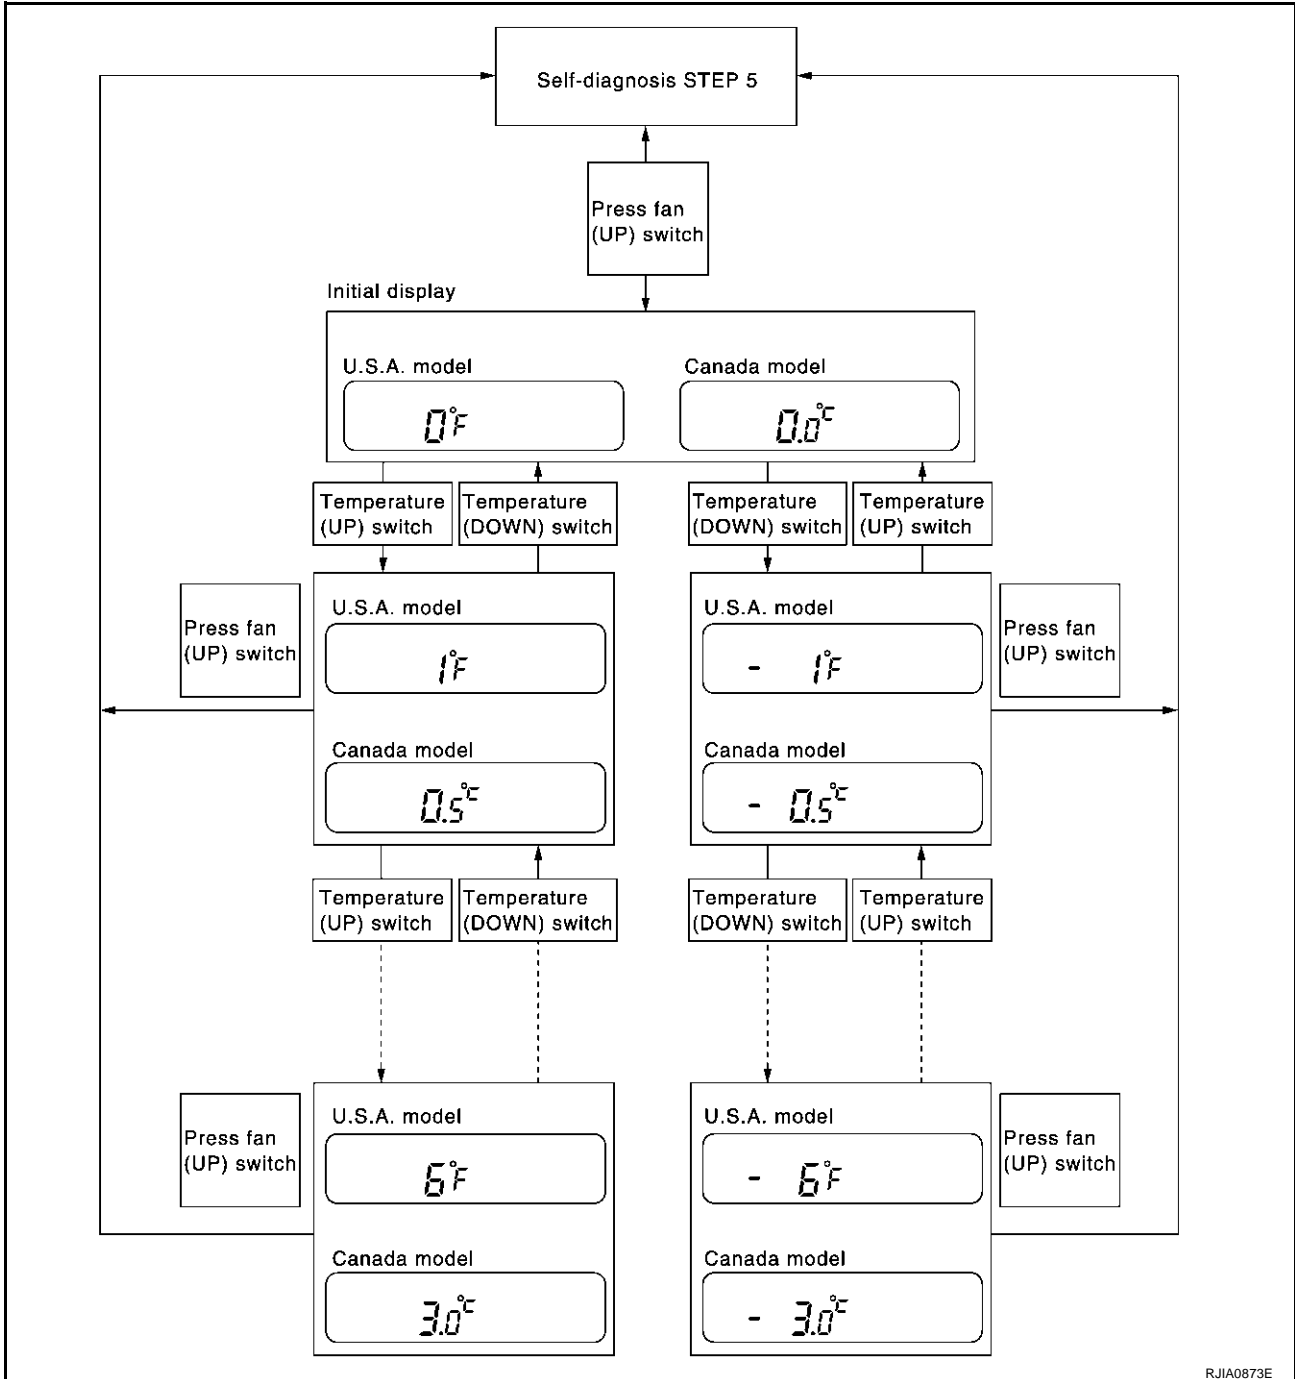 Self-diagnosis STEP 5
Press fan
(UP) switch
Initial display
U.S.A. model
Canada model
0°F
0.0°C
Temperature
(UP) switch
Temperature
(DOWN) switch
Temperature
(DOWN) switch
Temperature
(UP) switch
Press fan
(UP) switch
U.S.A. model
1°F
Canada model
0.5°C
U.S.A. model
- 1°F
Canada model
- 0.5°C
Press fan
(UP) switch
Temperature
(UP) switch
Temperature
(DOWN) switch
Temperature
(DOWN) switch
Temperature
(UP) switch
Press fan
(UP) switch
U.S.A. model
6°F
Canada model
3.0°C
U.S.A. model
- 6°F
Canada model
- 3.0°C
Press fan
(UP) switch
RJIA0873E